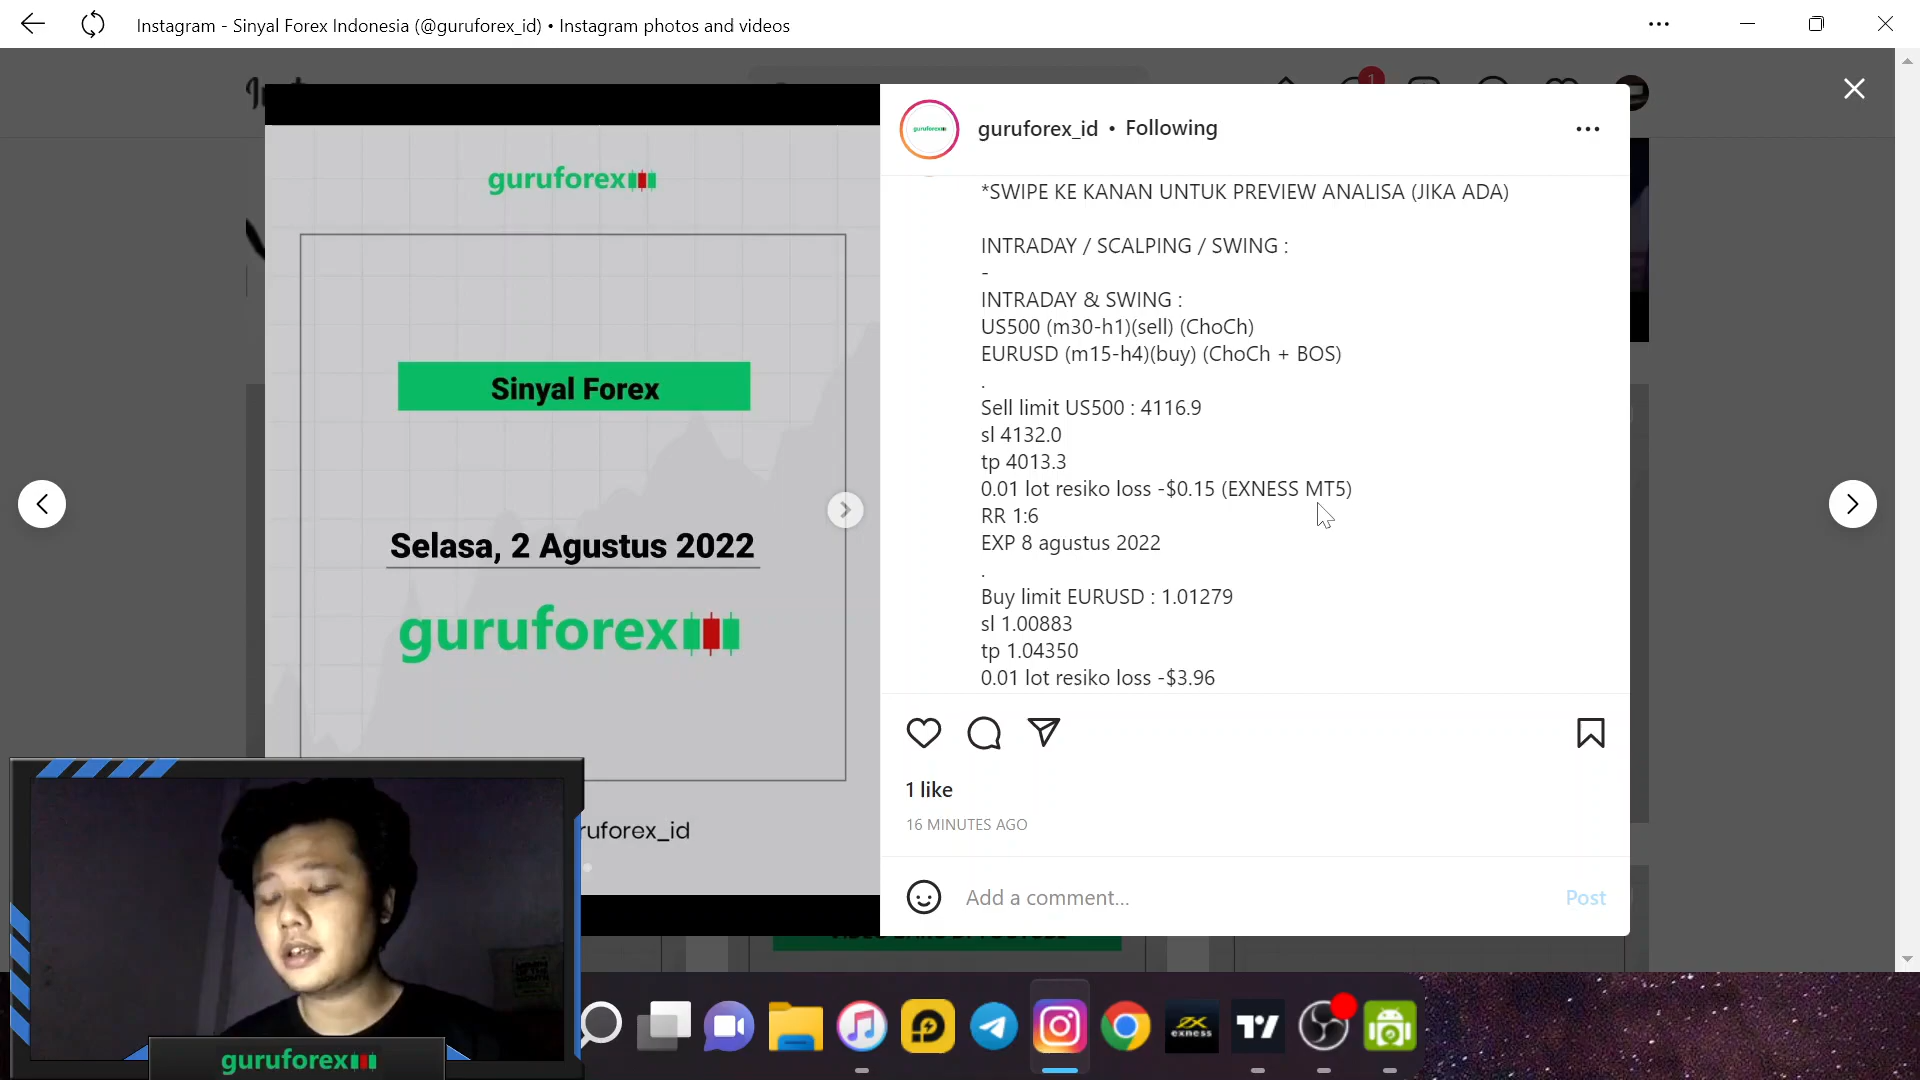 Instagram - Sinyal Forex Indonesia (@guruforex_id) • Instagram photos and videos
1
guruforex
Sinyal Forex
Selasa, 2 Agustus 2022
guruforex
ruforex_id
guruforex
guruforex_id • Following
*SWIPE KE KANAN UNTUK PREVIEW ANALISA (JIKA ADA)
INTRADAY / SCALPING / SWING :
-
INTRADAY & SWING :
US500 (m30-h1)(sell) (ChoCh)
EURUSD (m15-h4)(buy) (ChoCh + BOS)
.
Sell limit US500 : 4116.9
sl 4132.0
tp 4013.3
0.01 lot resiko loss -$0.15 (EXNESS MT5)
RR 1:6
EXP 8 agustus 2022
.
Buy limit EURUSD : 1.01279
sl 1.00883
tp 1.04350
0.01 lot resiko loss -$3.96
1 like
16 MINUTES AGO
Add a comment...
Post
exness
guruforex